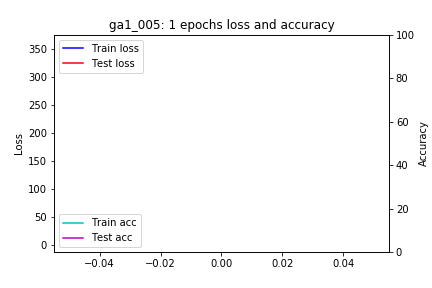 ga1_005: 1 epochs loss and accuracy
Train loss
Test loss
Train acc
Test acc
Loss
350
300
250
200
150
100
50
0
Accuracy
100
80
60
40
20
0
−0.04
−0.02
0.00
0.02
0.04